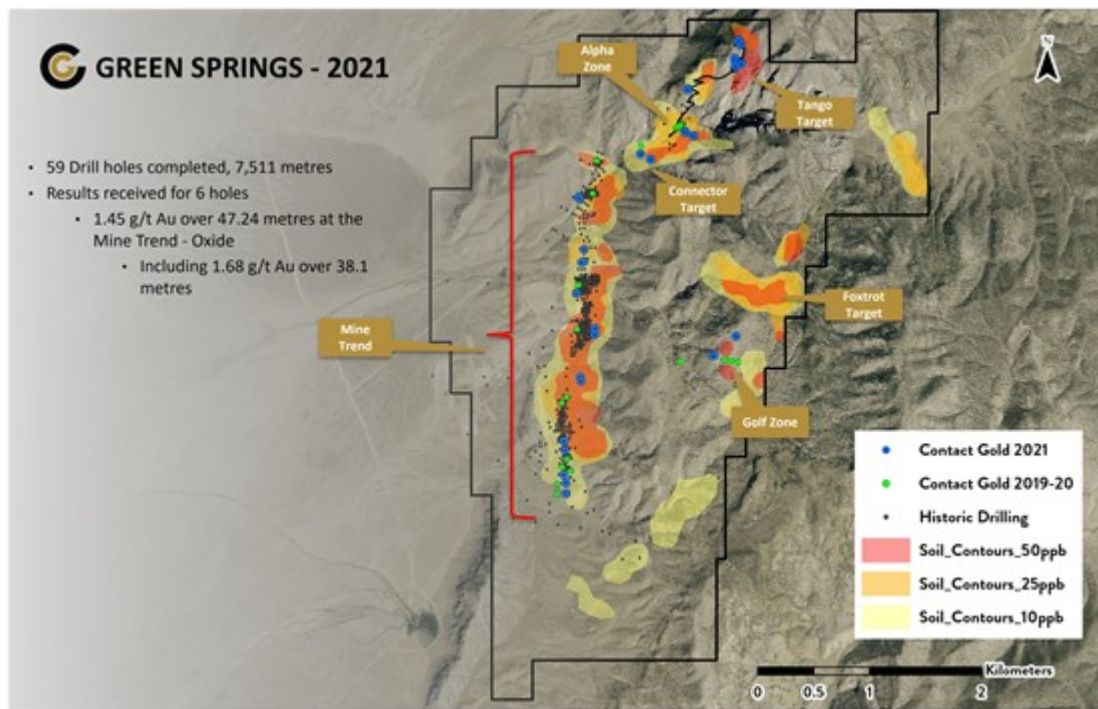 GREEN SPRINGS - 2021
• 59 Drill holes completed, 7,511 metres
• Results received for 6 holes
• 1.45 g/t Au over 47.24 metres at the
Mine Trend - Oxide
• Including 1.68 g/t Au over 38.1
metres
Alpha
Zone
N
Tango
Target
Connector
Target
Foxtrot
Target
Mine
Trend
Golf Zone
Contact Gold 2021
Contact Gold 2019-20
Historic Drilling
Soil_Contours_50ppb
Soil_Contours_25ppb
Soil_Contours_10ppb
Kilometers
0 0.5 1 2